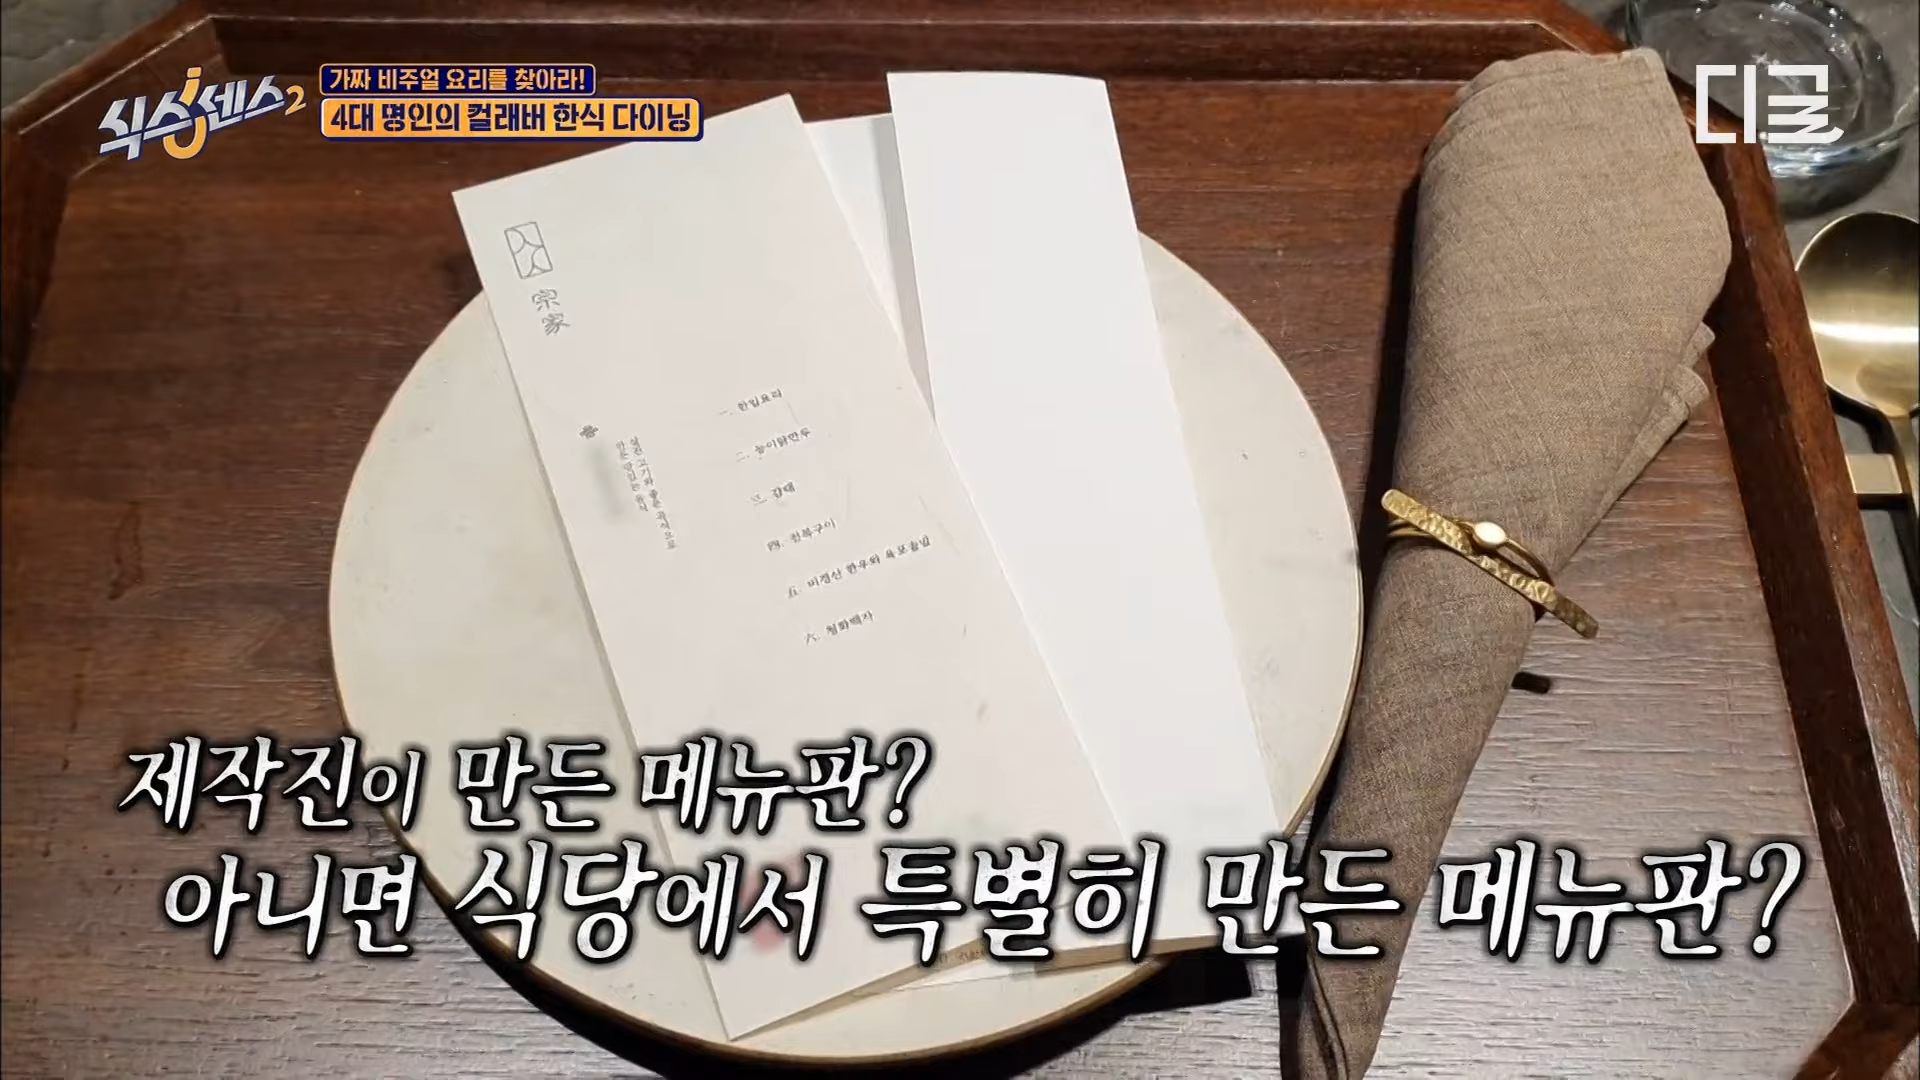 식스센스2
가짜 비주얼 요리를 찾아라!
4대 명인의 컬래버 한식 다이닝
디글
宗家
一. 한입요리
二. 능이닭만두
三. 감태
四. 전복구이
五. 미경산 한우와 육포솥밥
六. 청화백자
제작진이 만든 메뉴판?
아니면 식당에서 특별히 만든 메뉴판?